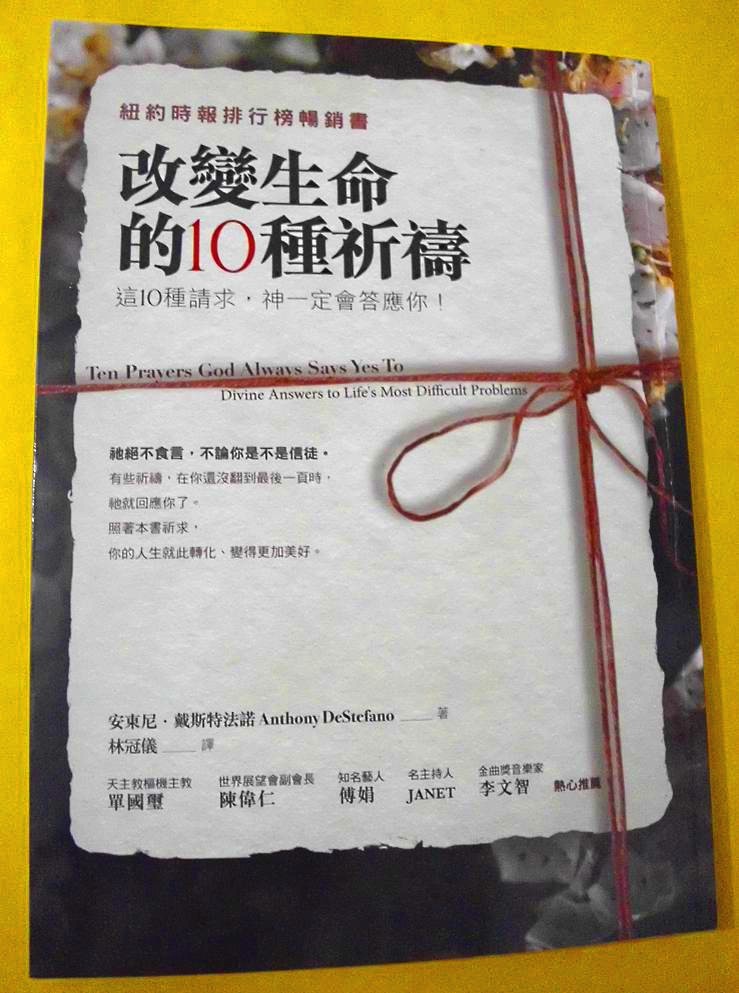 紐約時報排行榜暢銷書
改變生命
的10種祈禱
這10種請求，神一定會答應你！
Ten Prayers God Always Says Yes To
Divine Answers to Life's Most Difficult Problems
祂絕不食言，不論你是不是信徒。
有些祈禱，在你還沒翻到最後一頁時，
祂就回應你了。
照著本書祈求，
你的人生就此轉化、變得更加美好。
安東尼・戴斯特法諾 Anthony DeStefano ____ 著
林冠儀 ____ 譯
天主教樞機主教 世界展望會副會長 知名藝人 名主持人 金曲獎音樂家
單國璽 陳偉仁 傅娟 JANET 李文智 熱心推薦